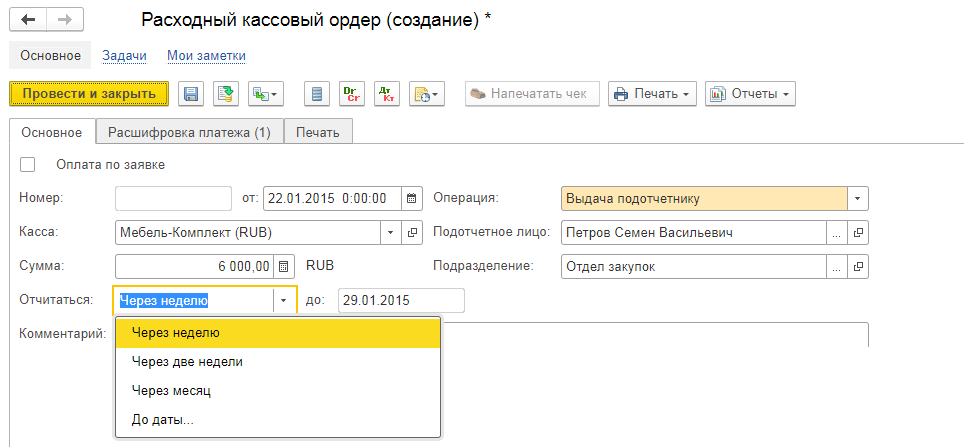 Расходный кассовый ордер (создание) *
Основное Задачи Мои заметки
Провести и закрыть Dr Cr Дт Кт Напечатать чек Печать Отчеты
Основное Расшифровка платежа (1) Печать
Оплата по заявке
Номер: от: 22.01.2015 0:00:00 Операция: Выдача подотчетнику
Касса: Мебель-Комплект (RUB) Подотчетное лицо: Петров Семен Васильевич ...
Сумма: 6 000,00 RUB Подразделение: Отдел закупок ...
Отчитаться: Через неделю до: 29.01.2015
Комментарий: Через неделю
Через две недели
Через месяц
До даты...